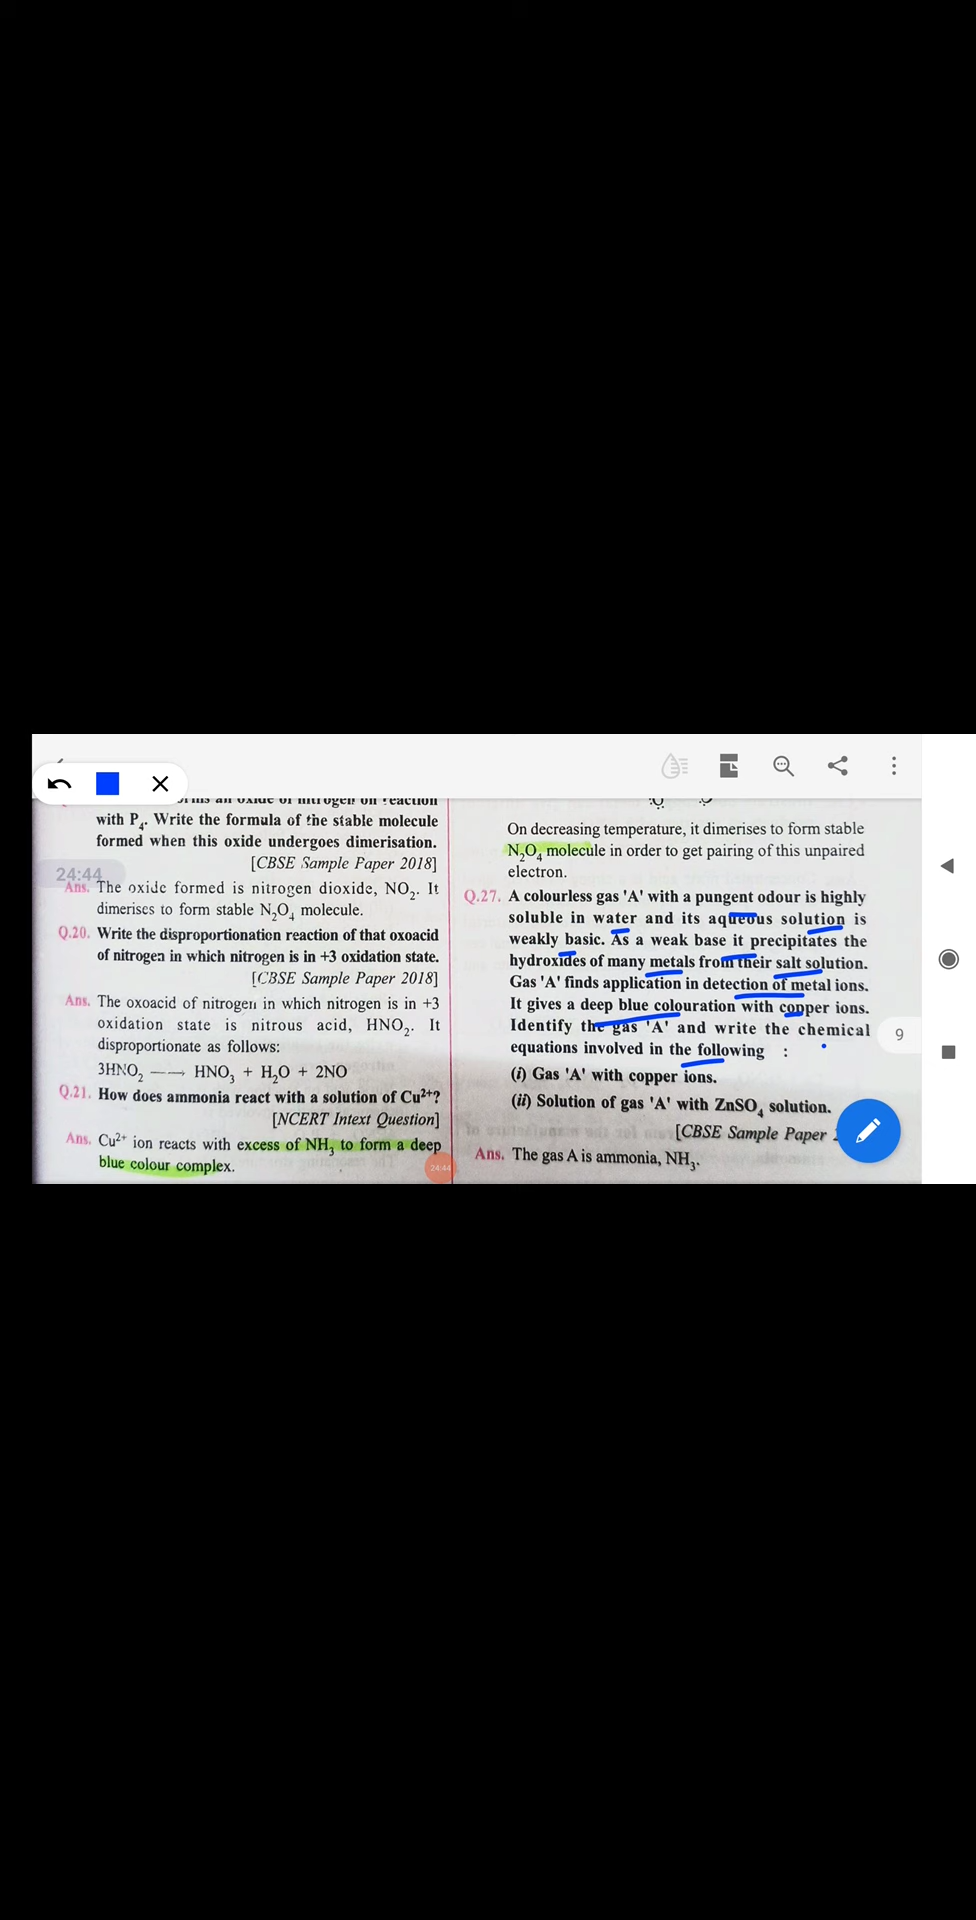 with P₄. Write the formula of the stable molecule
formed when this oxide undergoes dimerisation.
[CBSE Sample Paper 2018]
24:44
Ans. The oxide formed is nitrogen dioxide, NO₂. It
dimerises to form stable N₂O₄ molecule.
Q.20. Write the disproportionation reaction of that oxoacid
of nitrogen in which nitrogen is in +3 oxidation state.
[CBSE Sample Paper 2018]
Ans. The oxoacid of nitrogen in which nitrogen is in +3
oxidation state is nitrous acid, HNO₂. It
disproportionate as follows:
3HNO₂ ⟶ HNO₃ + H₂O + 2NO
Q.21. How does ammonia react with a solution of Cu²⁺?
[NCERT Intext Question]
Ans. Cu²⁺ ion reacts with excess of NH₃ to form a deep
blue colour complex.
24:44
On decreasing temperature, it dimerises to form stable
N₂O₄ molecule in order to get pairing of this unpaired
electron.
Q.27. A colourless gas 'A' with a pungent odour is highly
soluble in water and its aqueous solution is
weakly basic. As a weak base it precipitates the
hydroxides of many metals from their salt solution.
Gas 'A' finds application in detection of metal ions.
It gives a deep blue colouration with copper ions.
Identify the gas 'A' and write the chemical
equations involved in the following :
(i) Gas 'A' with copper ions.
(ii) Solution of gas 'A' with ZnSO₄ solution.
[CBSE Sample Paper
Ans. The gas A is ammonia, NH₃.
9